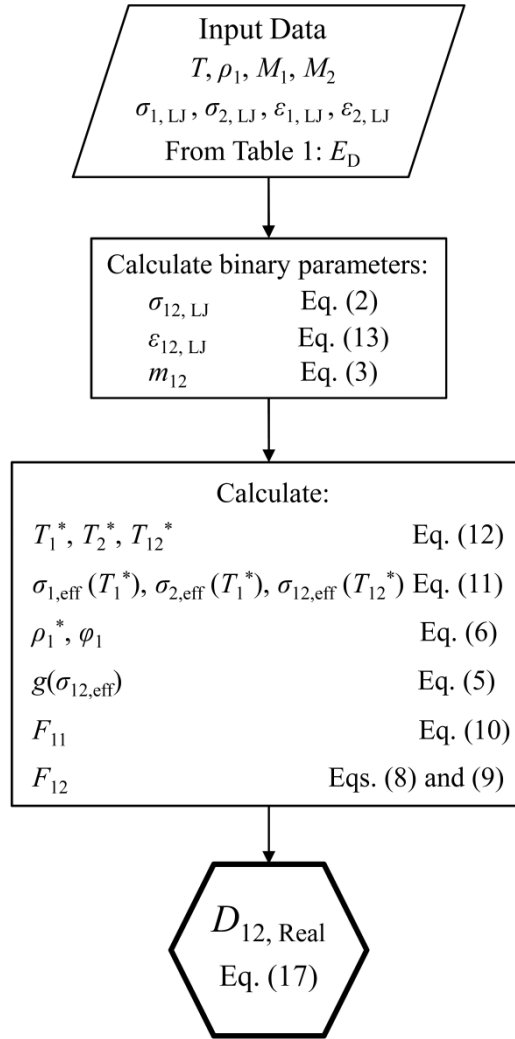 Input Data
T, ρ₁, M₁, M₂
σ₁, LJ , σ₂, LJ , ε₁, LJ , ε₂, LJ
From Table 1: E_D
Calculate binary parameters:
σ₁₂, LJ Eq. (2)
ε₁₂, LJ Eq. (13)
m₁₂ Eq. (3)
Calculate:
T₁*, T₂*, T₁₂* Eq. (12)
σ₁,eff (T₁*), σ₂,eff (T₁*), σ₁₂,eff (T₁₂*) Eq. (11)
ρ₁*, φ₁ Eq. (6)
g(σ₁₂,eff) Eq. (5)
F₁₁ Eq. (10)
F₁₂ Eqs. (8) and (9)
D₁₂, Real
Eq. (17)